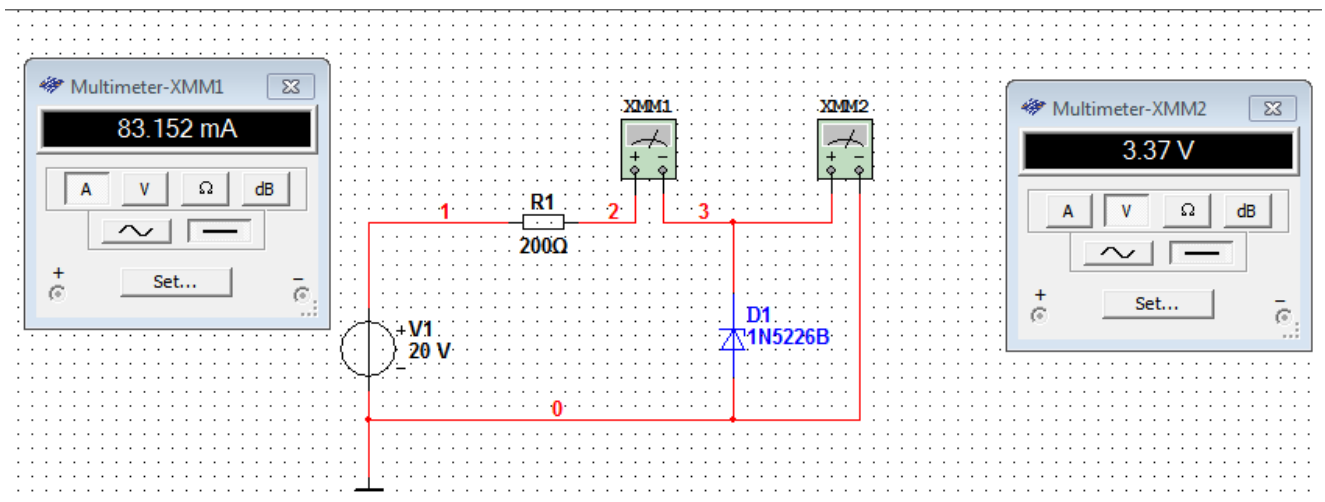 Multimeter-XMM1
83.152 mA
A V Ω dB
+ Set... -
XMM1
+ -
XMM2
+ -
1
R1
200Ω
2
3
+
V1
20 V
-
D1
1N5226B
0
Multimeter-XMM2
3.37 V
A V Ω dB
+ Set... -